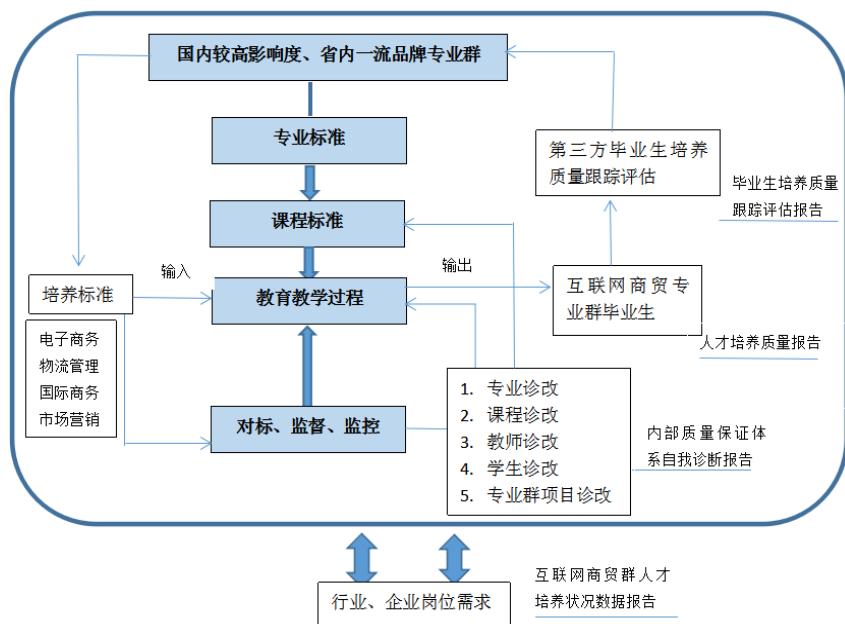 国内较高影响度、省内一流品牌专业群
专业标准
第三方毕业生培养
质量跟踪评估
毕业生培养质量
跟踪评估报告
课程标准
输入
输出
培养标准
教育教学过程
互联网商贸专
业群毕业生
电子商务
物流管理
国际商务
市场营销
人才培养质量报告
对标、监督、监控
1. 专业诊改
2. 课程诊改
3. 教师诊改
4. 学生诊改
5. 专业群项目诊改
内部质量保证体
系自我诊断报告
行业、企业岗位需求
互联网商贸群人才
培养状况数据报告